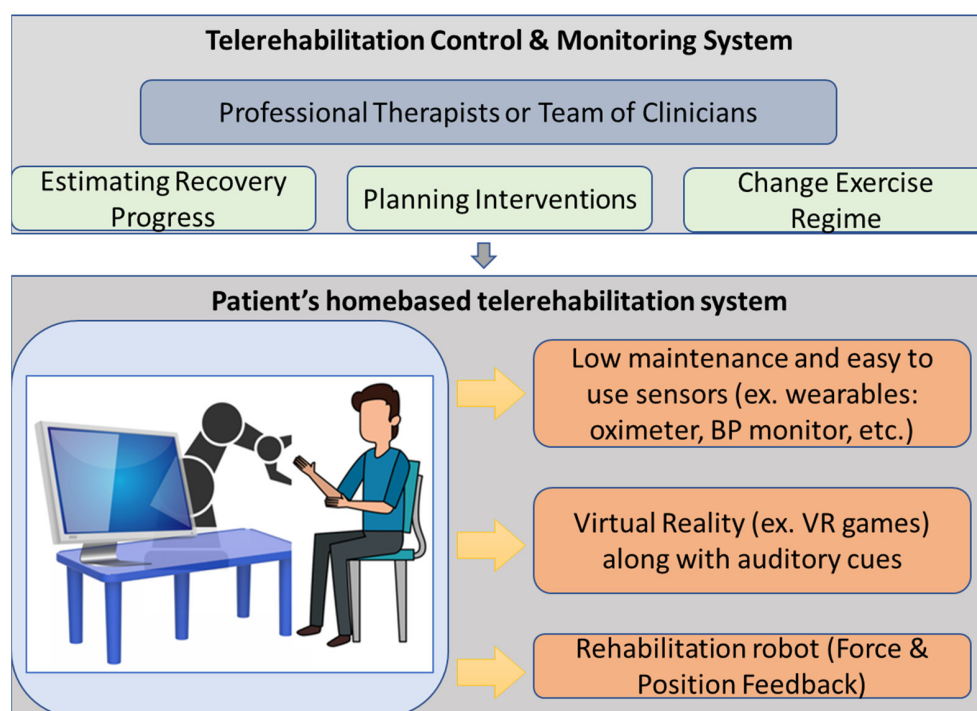 Telerehabilitation Control & Monitoring System
Professional Therapists or Team of Clinicians
Estimating Recovery
Progress
Planning Interventions
Change Exercise
Regime
Patient's homebased telerehabilitation system
Low maintenance and easy to
use sensors (ex. wearables:
oximeter, BP monitor, etc.)
Virtual Reality (ex. VR games)
along with auditory cues
Rehabilitation robot (Force &
Position Feedback)